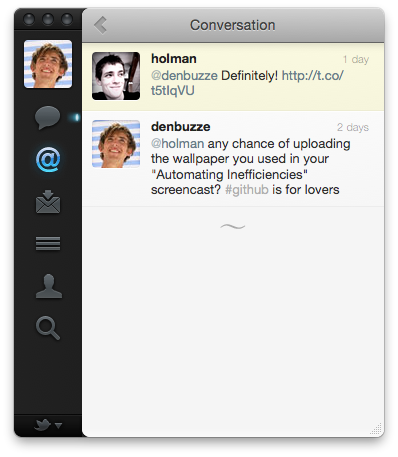 Conversation
holman 1 day
@denbuzze Definitely! http://t.co/
t5tIqVU
denbuzze 2 days
@holman any chance of uploading
the wallpaper you used in your
"Automating Inefficiencies"
screencast? #github is for lovers